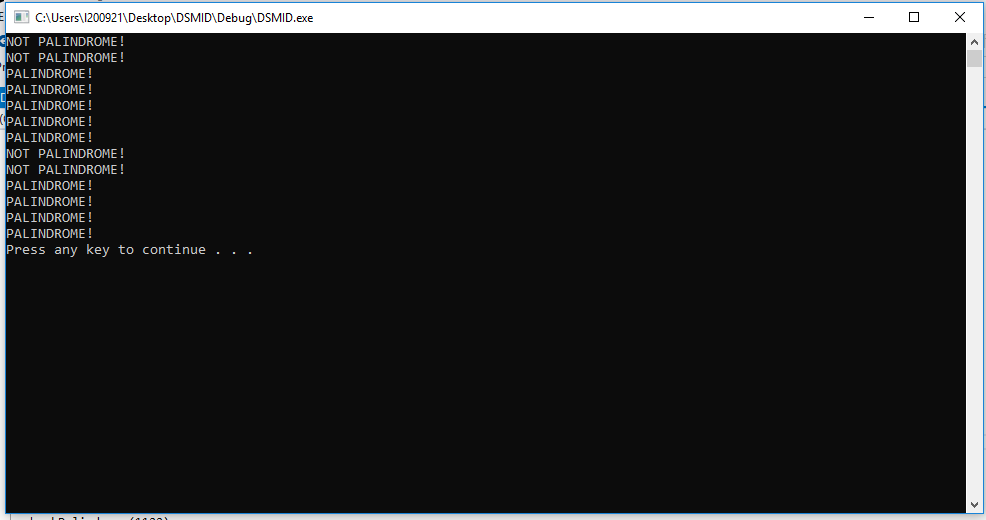 C:\Users\I200921\Desktop\DSMID\Debug\DSMID.exe
NOT PALINDROME!
NOT PALINDROME!
PALINDROME!
PALINDROME!
PALINDROME!
PALINDROME!
PALINDROME!
NOT PALINDROME!
NOT PALINDROME!
PALINDROME!
PALINDROME!
PALINDROME!
PALINDROME!
Press any key to continue . . .